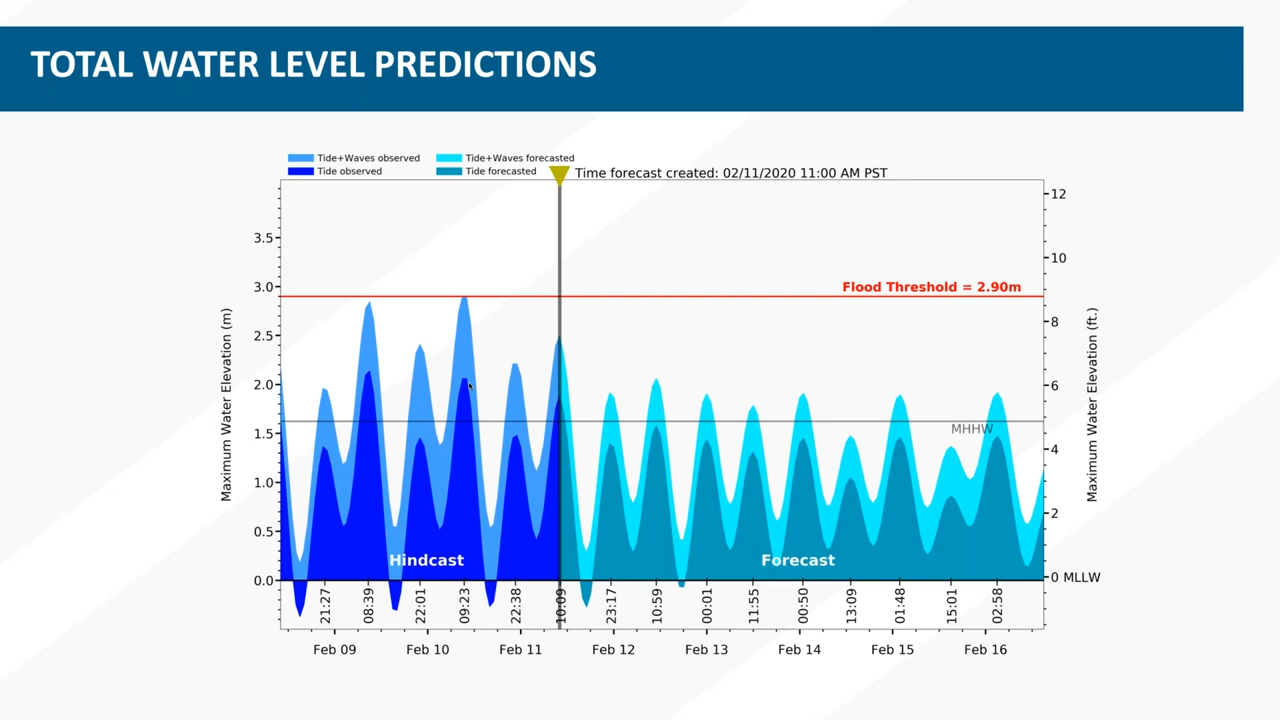 TOTAL WATER LEVEL PREDICTIONS
Tide+Waves observed
Tide observed
Tide+Waves forecasted
Tide forecasted
Time forecast created: 02/11/2020 11:00 AM PST
Maximum Water Elevation (m)
3.5
3.0
2.5
2.0
1.5
1.0
0.5
0.0
Flood Threshold = 2.90m
MHHW
Hindcast
Forecast
12
10
8
6
4
2
0 MLLW
Maximum Water Elevation (ft.)
21:27
08:39
22:01
09:23
22:38
10:09
23:17
10:59
00:01
11:55
00:50
13:09
01:48
15:01
02:58
Feb 09
Feb 10
Feb 11
Feb 12
Feb 13
Feb 14
Feb 15
Feb 16